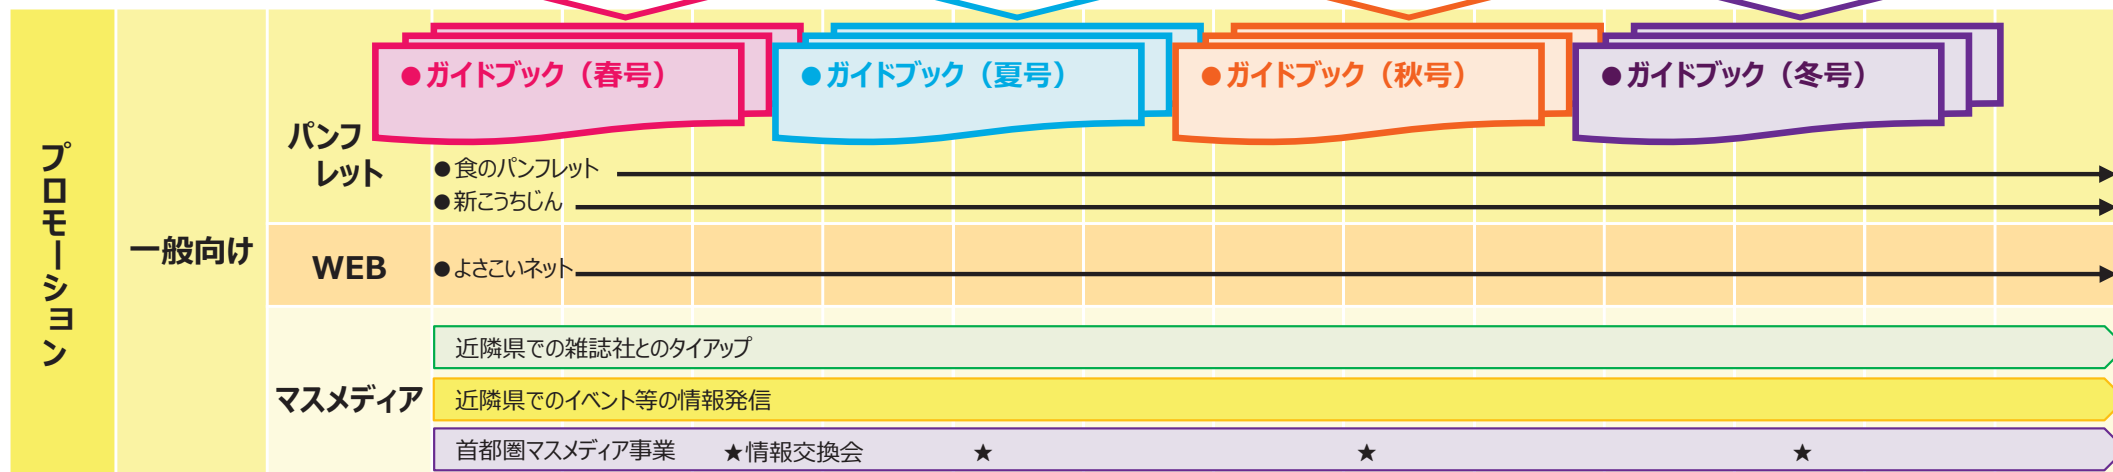 プロモーション
一般向け
パンフ
レット
●ガイドブック（春号）
●ガイドブック（夏号）
●ガイドブック（秋号）
●ガイドブック（冬号）
●食のパンフレット
●新こうちじん
WEB
●よさこいネット
マスメディア
近隣県での雑誌社とのタイアップ
近隣県でのイベント等の情報発信
首都圏マスメディア事業 ★情報交換会 ★ ★ ★